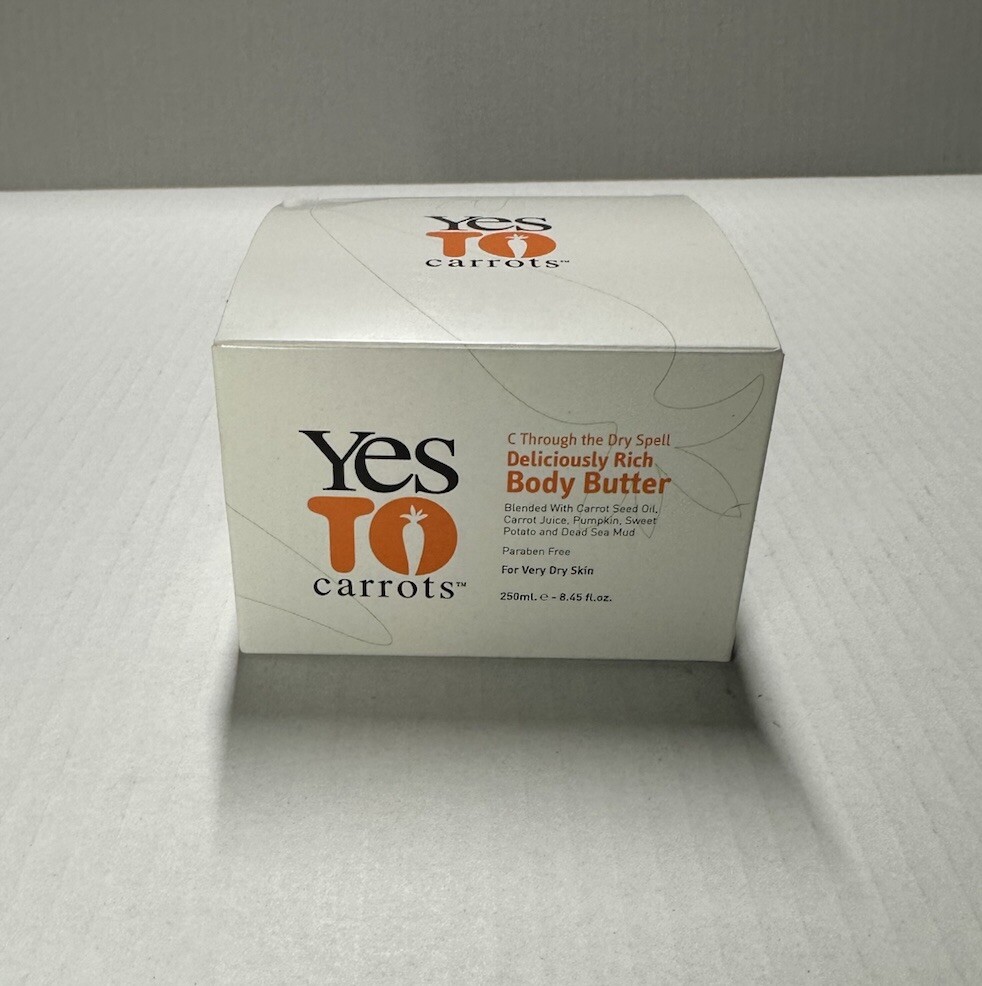 Yes
TO
carrots™
Yes
TO
carrots™
C Through the Dry Spell
Deliciously Rich
Body Butter
Blended With Carrot Seed Oil,
Carrot Juice, Pumpkin, Sweet
Potato and Dead Sea Mud
Paraben Free
For Very Dry Skin
250ml. ℮ - 8.45 fl.oz.